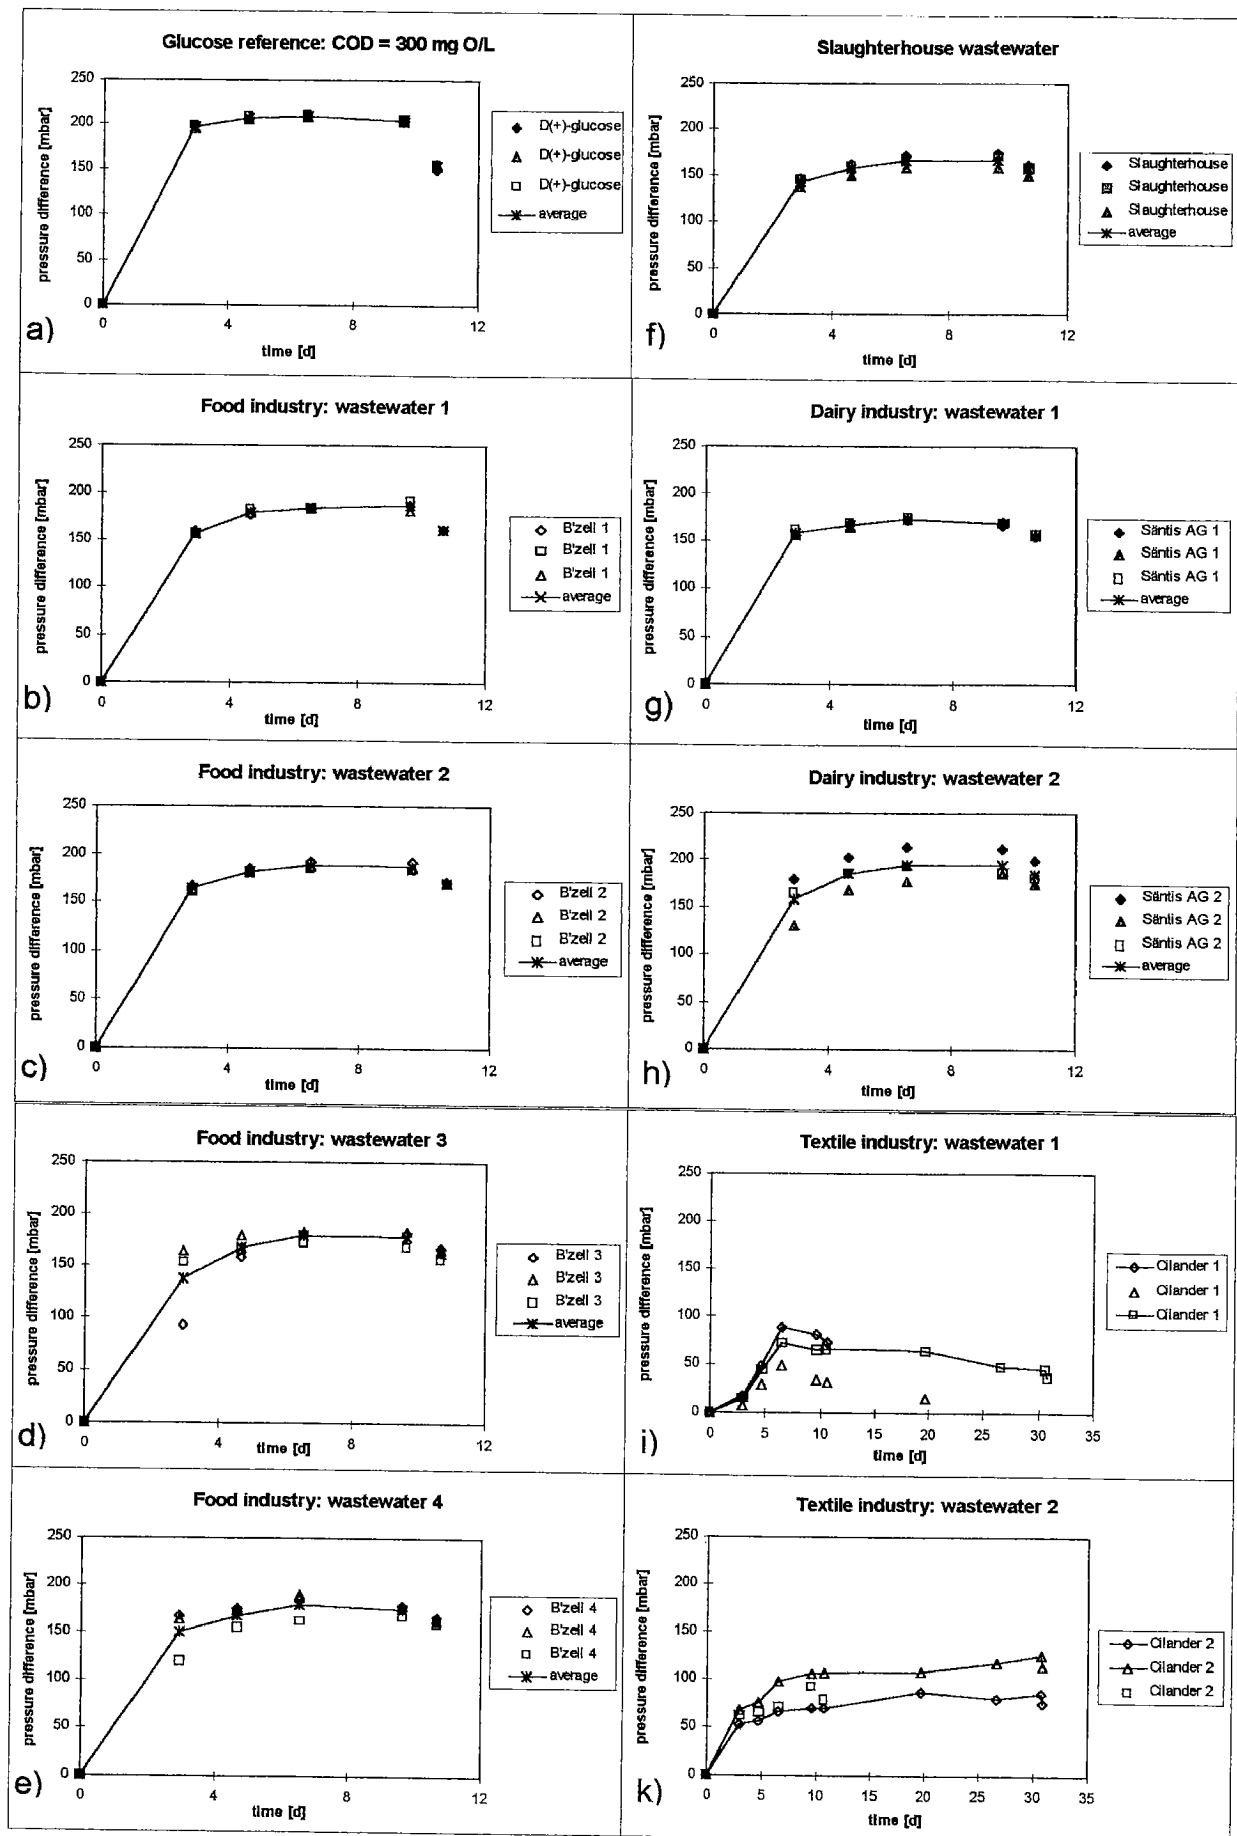 Glucose reference: COD = 300 mg O/L
pressure difference [mbar]
250
200
150
100
50
0
0 4 8 12
time [d]
D(+)-glucose
D(+)-glucose
D(+)-glucose
average
a)
Slaughterhouse wastewater
pressure difference [mbar]
250
200
150
100
50
0
0 4 8 12
time [d]
Slaughterhouse
Slaughterhouse
Slaughterhouse
average
f)
Food industry: wastewater 1
pressure difference [mbar]
250
200
150
100
50
0
0 4 8 12
time [d]
B'zell 1
B'zell 1
B'zell 1
average
b)
Dairy industry: wastewater 1
pressure difference [mbar]
250
200
150
100
50
0
0 4 8 12
time [d]
Säntis AG 1
Säntis AG 1
Säntis AG 1
average
g)
Food industry: wastewater 2
pressure difference [mbar]
250
200
150
100
50
0
0 4 8 12
time [d]
B'zell 2
B'zell 2
B'zell 2
average
c)
Dairy industry: wastewater 2
pressure difference [mbar]
250
200
150
100
50
0
0 4 8 12
time [d]
Säntis AG 2
Säntis AG 2
Säntis AG 2
average
h)
Food industry: wastewater 3
pressure difference [mbar]
250
200
150
100
50
0
0 4 8 12
time [d]
B'zell 3
B'zell 3
B'zell 3
average
d)
Textile industry: wastewater 1
pressure difference [mbar]
250
200
150
100
50
0
0 5 10 15 20 25 30 35
time [d]
Cilander 1
Cilander 1
Cilander 1
i)
Food industry: wastewater 4
pressure difference [mbar]
250
200
150
100
50
0
0 4 8 12
time [d]
B'zell 4
B'zell 4
B'zell 4
average
e)
Textile industry: wastewater 2
pressure difference [mbar]
250
200
150
100
50
0
0 5 10 15 20 25 30 35
time [d]
Cilander 2
Cilander 2
Cilander 2
k)